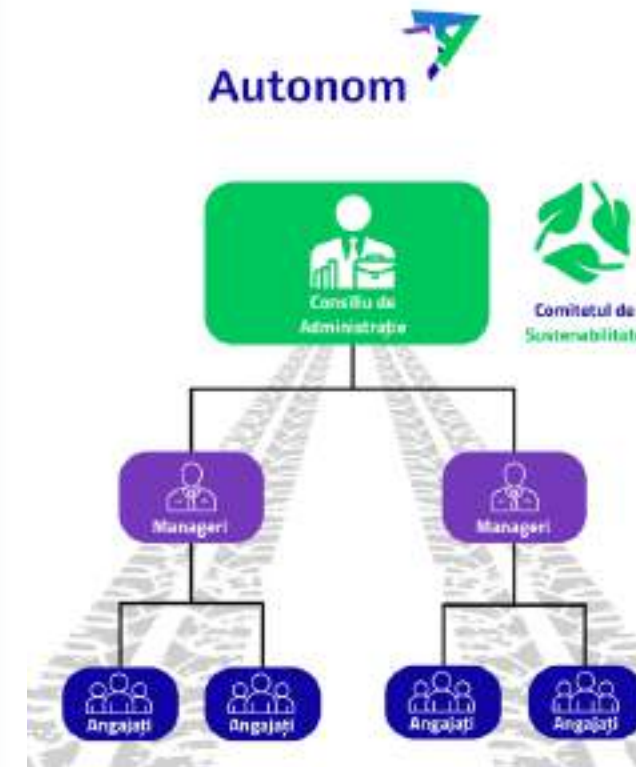 Autonom
Consiliu de
Administrație
Comitetul de
Sustenabilitate
Manageri
Manageri
Angajați
Angajați
Angajați
Angajați